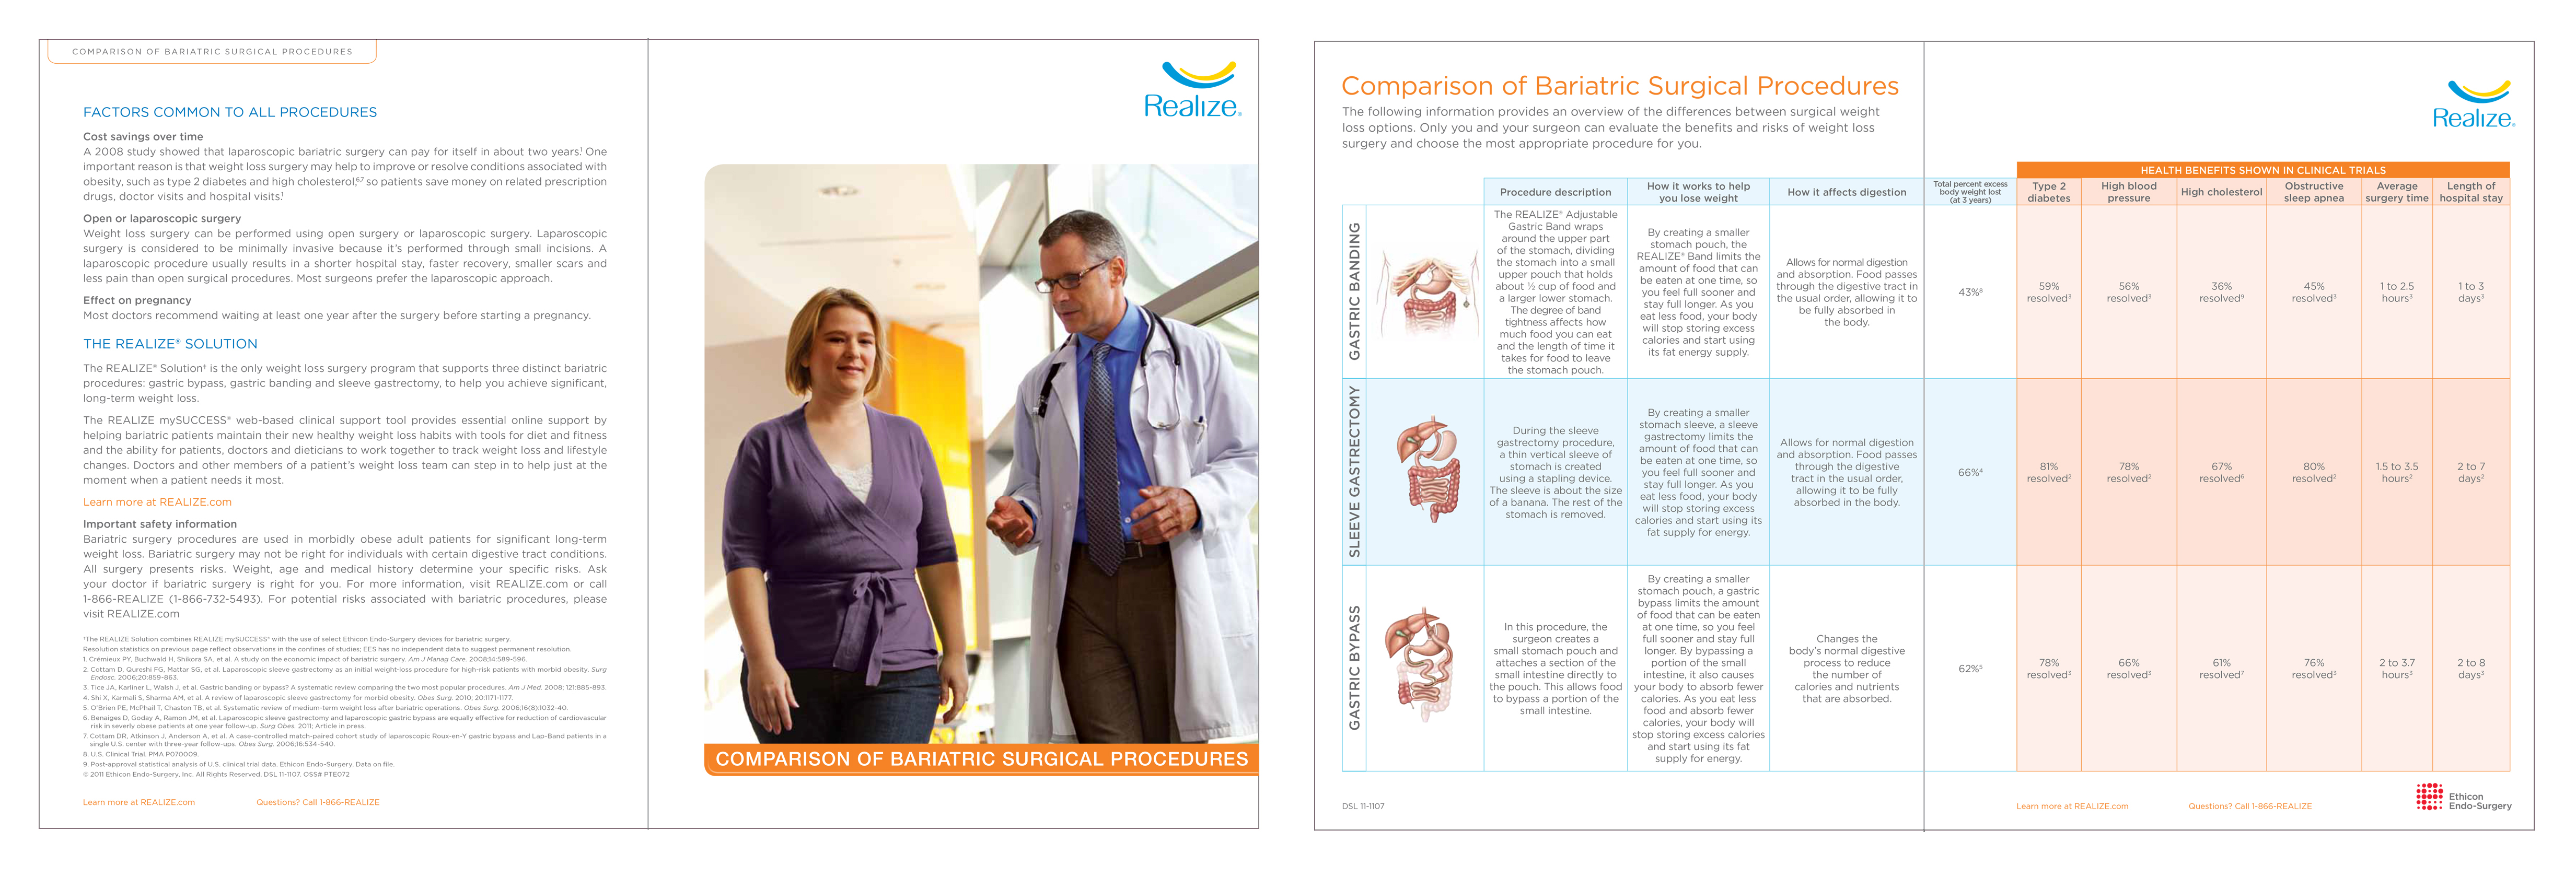 COMPARISON OF BARIATRIC SURGICAL PROCEDURES
FACTORS COMMON TO ALL PROCEDURES
Cost savings over time
A 2008 study showed that laparoscopic bariatric surgery can pay for itself in about two years.¹ One
important reason is that weight loss surgery may help to improve or resolve conditions associated with
obesity, such as type 2 diabetes and high cholesterol,⁶,⁷ so patients save money on related prescription
drugs, doctor visits and hospital visits.¹
Open or laparoscopic surgery
Weight loss surgery can be performed using open surgery or laparoscopic surgery. Laparoscopic
surgery is considered to be minimally invasive because it's performed through small incisions. A
laparoscopic procedure usually results in a shorter hospital stay, faster recovery, smaller scars and
less pain than open surgical procedures. Most surgeons prefer the laparoscopic approach.
Effect on pregnancy
Most doctors recommend waiting at least one year after the surgery before starting a pregnancy.
THE REALIZE® SOLUTION
The REALIZE® Solution† is the only weight loss surgery program that supports three distinct bariatric
procedures: gastric bypass, gastric banding and sleeve gastrectomy, to help you achieve significant,
long-term weight loss.
The REALIZE mySUCCESS® web-based clinical support tool provides essential online support by
helping bariatric patients maintain their new healthy weight loss habits with tools for diet and fitness
and the ability for patients, doctors and dieticians to work together to track weight loss and lifestyle
changes. Doctors and other members of a patient's weight loss team can step in to help just at the
moment when a patient needs it most.
Learn more at REALIZE.com
Important safety information
Bariatric surgery procedures are used in morbidly obese adult patients for significant long-term
weight loss. Bariatric surgery may not be right for individuals with certain digestive tract conditions.
All surgery presents risks. Weight, age and medical history determine your specific risks. Ask
your doctor if bariatric surgery is right for you. For more information, visit REALIZE.com or call
1-866-REALIZE (1-866-732-5493). For potential risks associated with bariatric procedures, please
visit REALIZE.com
†The REALIZE Solution combines REALIZE mySUCCESS® with the use of select Ethicon Endo-Surgery devices for bariatric surgery.
Resolution statistics on previous page reflect observations in the confines of studies; EES has no independent data to suggest permanent resolution.
1. Crémieux PY, Buchwald H, Shikora SA, et al. A study on the economic impact of bariatric surgery. Am J Manag Care. 2008;14:589-596.
2. Cottam D, Qureshi FG, Mattar SG, et al. Laparoscopic sleeve gastrectomy as an initial weight-loss procedure for high-risk patients with morbid obesity. Surg
Endosc. 2006;20:859-863.
3. Tice JA, Karliner L, Walsh J, et al. Gastric banding or bypass? A systematic review comparing the two most popular procedures. Am J Med. 2008; 121:885-893.
4. Shi X, Karmali S, Sharma AM, et al. A review of laparoscopic sleeve gastrectomy for morbid obesity. Obes Surg. 2010; 20:1171-1177.
5. O'Brien PE, McPhail T, Chaston TB, et al. Systematic review of medium-term weight loss after bariatric operations. Obes Surg. 2006;16(8):1032-40.
6. Benaiges D, Goday A, Ramon JM, et al. Laparoscopic sleeve gastrectomy and laparoscopic gastric bypass are equally effective for reduction of cardiovascular
risk in severly obese patients at one year follow-up. Surg Obes. 2011; Article in press.
7. Cottam DR, Atkinson J, Anderson A, et al. A case-controlled match-paired cohort study of laparoscopic Roux-en-Y gastric bypass and Lap-Band patients in a
single U.S. center with three-year follow-ups. Obes Surg. 2006;16:534-540.
8. U.S. Clinical Trial. PMA P070009.
9. Post-approval statistical analysis of U.S. clinical trial data. Ethicon Endo-Surgery. Data on file.
© 2011 Ethicon Endo-Surgery, Inc. All Rights Reserved. DSL 11-1107. OSS# PTE072
Learn more at REALIZE.com Questions? Call 1-866-REALIZE
Realize®
COMPARISON OF BARIATRIC SURGICAL PROCEDURES
Comparison of Bariatric Surgical Procedures
The following information provides an overview of the differences between surgical weight
loss options. Only you and your surgeon can evaluate the benefits and risks of weight loss
surgery and choose the most appropriate procedure for you.
Realize®
HEALTH BENEFITS SHOWN IN CLINICAL TRIALS
Procedure description
How it works to help
you lose weight
How it affects digestion
Total percent excess
body weight lost
(at 3 years)
Type 2
diabetes
High blood
pressure
High cholesterol
Obstructive
sleep apnea
Average
surgery time
Length of
hospital stay
GASTRIC BANDING
The REALIZE® Adjustable
Gastric Band wraps
around the upper part
of the stomach, dividing
the stomach into a small
upper pouch that holds
about ½ cup of food and
a larger lower stomach.
The degree of band
tightness affects how
much food you can eat
and the length of time it
takes for food to leave
the stomach pouch.
By creating a smaller
stomach pouch, the
REALIZE® Band limits the
amount of food that can
be eaten at one time, so
you feel full sooner and
stay full longer. As you
eat less food, your body
will stop storing excess
calories and start using
its fat energy supply.
Allows for normal digestion
and absorption. Food passes
through the digestive tract in
the usual order, allowing it to
be fully absorbed in
the body.
43%⁸
59%
resolved³
56%
resolved³
36%
resolved⁹
45%
resolved³
1 to 2.5
hours³
1 to 3
days³
SLEEVE GASTRECTOMY
During the sleeve
gastrectomy procedure,
a thin vertical sleeve of
stomach is created
using a stapling device.
The sleeve is about the size
of a banana. The rest of the
stomach is removed.
By creating a smaller
stomach sleeve, a sleeve
gastrectomy limits the
amount of food that can
be eaten at one time, so
you feel full sooner and
stay full longer. As you
eat less food, your body
will stop storing excess
calories and start using its
fat supply for energy.
Allows for normal digestion
and absorption. Food passes
through the digestive
tract in the usual order,
allowing it to be fully
absorbed in the body.
66%⁴
81%
resolved²
78%
resolved²
67%
resolved⁶
80%
resolved²
1.5 to 3.5
hours²
2 to 7
days²
GASTRIC BYPASS
In this procedure, the
surgeon creates a
small stomach pouch and
attaches a section of the
small intestine directly to
the pouch. This allows food
to bypass a portion of the
small intestine.
By creating a smaller
stomach pouch, a gastric
bypass limits the amount
of food that can be eaten
at one time, so you feel
full sooner and stay full
longer. By bypassing a
portion of the small
intestine, it also causes
your body to absorb fewer
calories. As you eat less
food and absorb fewer
calories, your body will
stop storing excess calories
and start using its fat
supply for energy.
Changes the
body's normal digestive
process to reduce
the number of
calories and nutrients
that are absorbed.
62%⁵
78%
resolved³
66%
resolved³
61%
resolved⁷
76%
resolved³
2 to 3.7
hours³
2 to 8
days³
DSL 11-1107
Learn more at REALIZE.com Questions? Call 1-866-REALIZE
Ethicon
Endo-Surgery